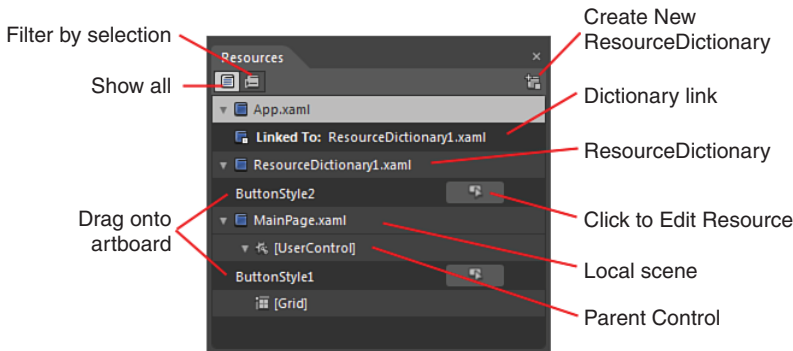 Filter by selection
Show all
Drag onto
artboard
Resources
App.xaml
Linked To: ResourceDictionary1.xaml
ResourceDictionary1.xaml
ButtonStyle2
MainPage.xaml
[UserControl]
ButtonStyle1
[Grid]
Create New
ResourceDictionary
Dictionary link
ResourceDictionary
Click to Edit Resource
Local scene
Parent Control